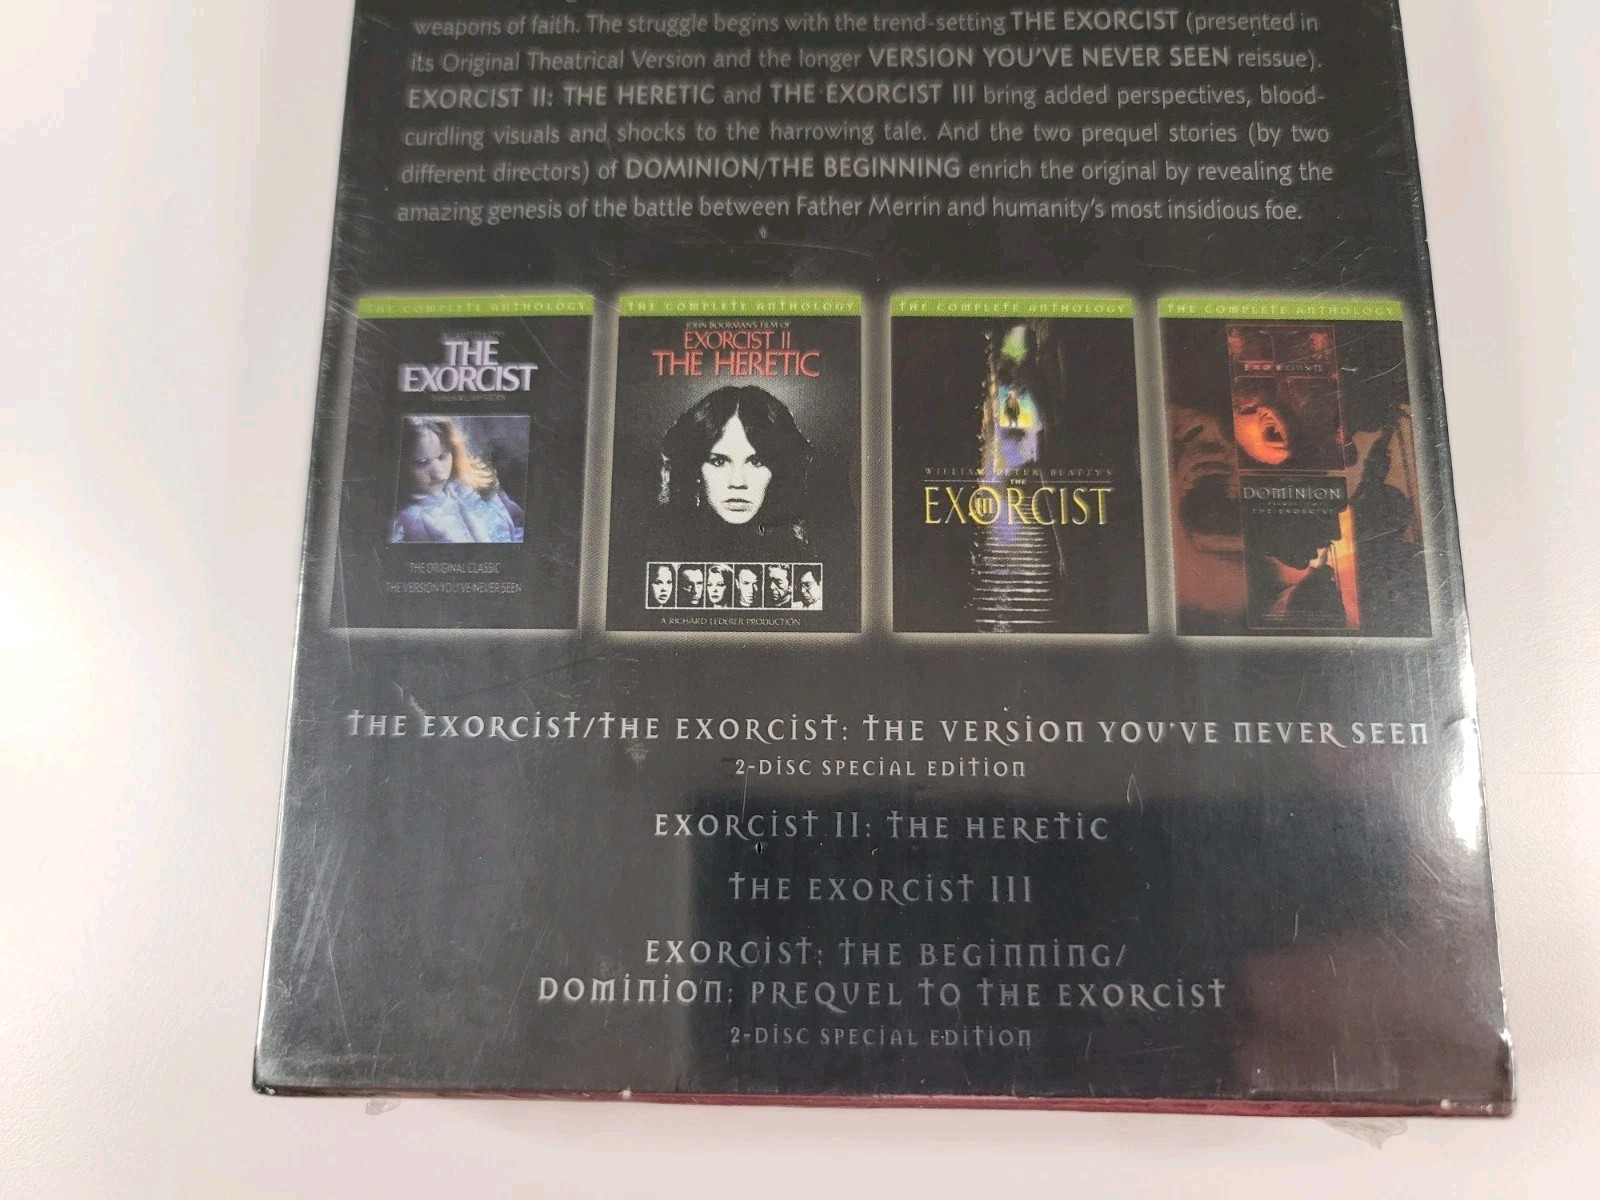 weapons of faith. The struggle begins with the trend-setting THE EXORCIST (presented in
its Original Theatrical Version and the longer VERSION YOU'VE NEVER SEEN reissue).
EXORCIST II: THE HERETIC and THE EXORCIST III bring added perspectives, blood-
curdling visuals and shocks to the harrowing tale. And the two prequel stories (by two
different directors) of DOMINION/THE BEGINNING enrich the original by revealing the
amazing genesis of the battle between Father Merrin and humanity's most insidious foe.
THE COMPLETE ANTHOLOGY
THE
EXORCIST
THE ORIGINAL CLASSIC
THE VERSION YOU'VE NEVER SEEN
THE COMPLETE ANTHOLOGY
JOHN BOORMAN'S FILM OF
EXORCIST II
THE HERETIC
A RICHARD LEDERER PRODUCTION
THE COMPLETE ANTHOLOGY
WILLIAM PETER BLATTY'S
THE
EXORCIST
III
THE COMPLETE ANTHOLOGY
EXORCIST
DOMINION
THE EXORCIST
THE EXORCIST/THE EXORCIST: THE VERSION YOU'VE NEVER SEEN
2-DISC SPECIAL EDITION
EXORCIST II: THE HERETIC
THE EXORCIST III
EXORCIST: THE BEGINNING/
DOMINION: PREQUEL TO THE EXORCIST
2-DISC SPECIAL EDITION